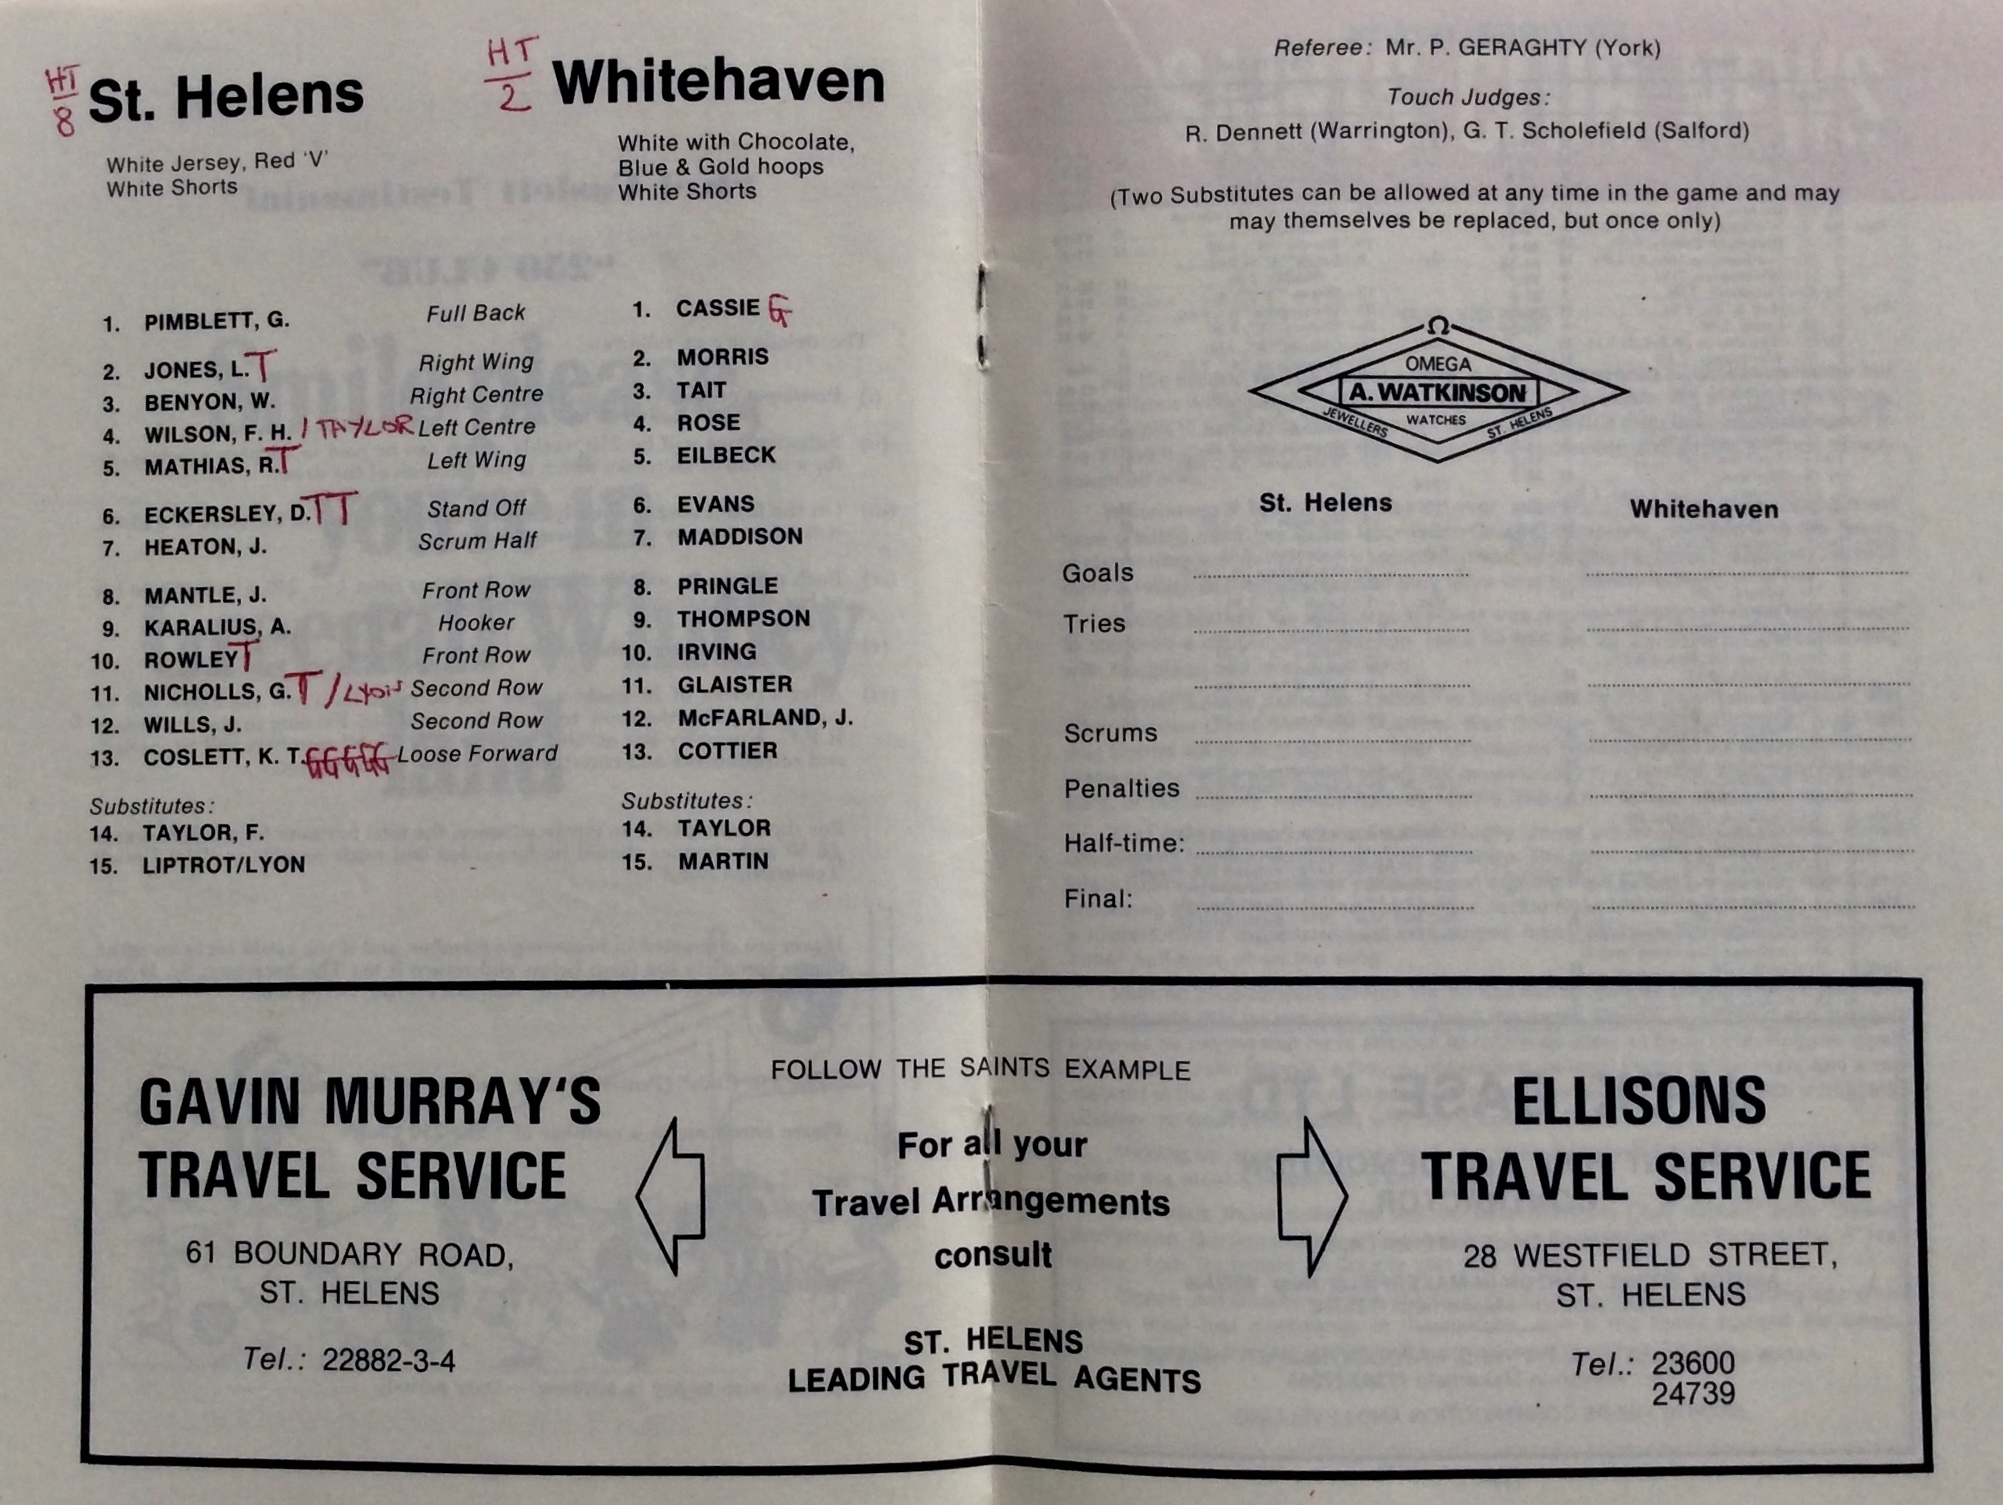 HT
8
St. Helens
White Jersey, Red 'V'
White Shorts
HT
2
Whitehaven
White with Chocolate,
Blue & Gold hoops
White Shorts
1. PIMBLETT, G. Full Back 1. CASSIE G
2. JONES, L. T Right Wing 2. MORRIS
3. BENYON, W. Right Centre 3. TAIT
4. WILSON, F. H. / TAYLOR Left Centre 4. ROSE
5. MATHIAS, R. T Left Wing 5. EILBECK
6. ECKERSLEY, D. TT Stand Off 6. EVANS
7. HEATON, J. Scrum Half 7. MADDISON
8. MANTLE, J. Front Row 8. PRINGLE
9. KARALIUS, A. Hooker 9. THOMPSON
10. ROWLEY T Front Row 10. IRVING
11. NICHOLLS, G. T / Lyon Second Row 11. GLAISTER
12. WILLS, J. Second Row 12. McFARLAND, J.
13. COSLETT, K. T. GGGGG Loose Forward 13. COTTIER
Substitutes: Substitutes:
14. TAYLOR, F. 14. TAYLOR
15. LIPTROT/LYON 15. MARTIN
Referee: Mr. P. GERAGHTY (York)
Touch Judges:
R. Dennett (Warrington), G. T. Scholefield (Salford)
(Two Substitutes can be allowed at any time in the game and may
may themselves be replaced, but once only)
Ω
OMEGA
A. WATKINSON
JEWELLERS WATCHES ST. HELENS
St. Helens Whitehaven
Goals
Tries
Scrums
Penalties
Half-time:
Final:
GAVIN MURRAY'S
TRAVEL SERVICE
61 BOUNDARY ROAD,
ST. HELENS
Tel.: 22882-3-4
FOLLOW THE SAINTS EXAMPLE
For all your
Travel Arrangements
consult
ST. HELENS
LEADING TRAVEL AGENTS
ELLISONS
TRAVEL SERVICE
28 WESTFIELD STREET,
ST. HELENS
Tel.: 23600
24739